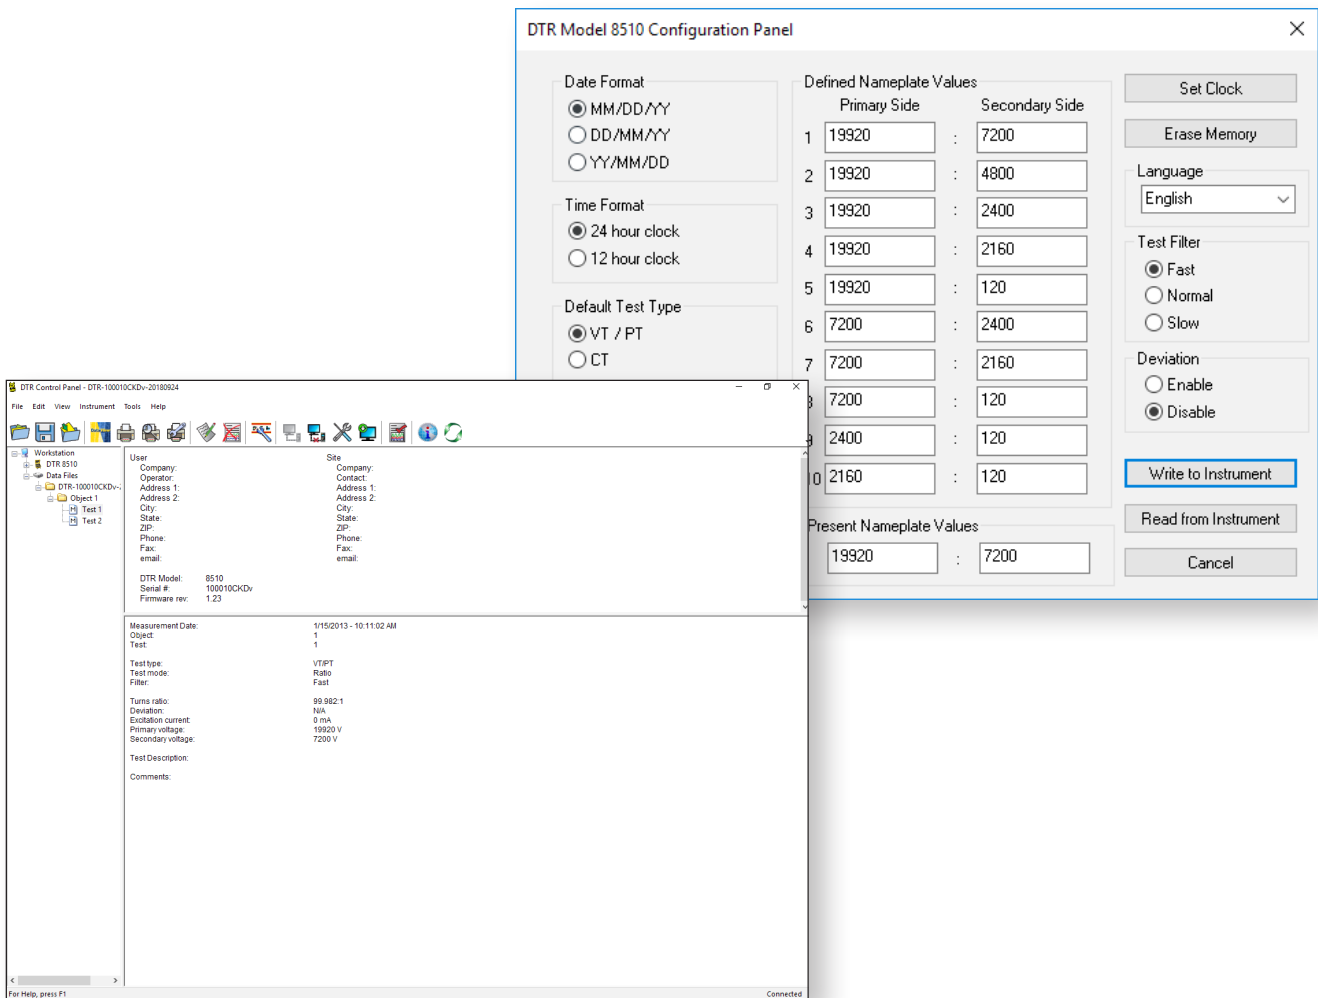 DTR Model 8510 Configuration Panel
Date Format
MM/DD/YY
DD/MM/YY
YY/MM/DD
Time Format
24 hour clock
12 hour clock
Default Test Type
VT / PT
CT
Defined Nameplate Values
Primary Side Secondary Side
1 19920 : 7200
2 19920 : 4800
3 19920 : 2400
4 19920 : 2160
5 19920 : 120
6 7200 : 2400
7 7200 : 2160
8 7200 : 120
9 2400 : 120
10 2160 : 120
Present Nameplate Values
19920 : 7200
Set Clock
Erase Memory
Language
English
Test Filter
Fast
Normal
Slow
Deviation
Enable
Disable
Write to Instrument
Read from Instrument
Cancel
DTR Control Panel - DTR-100010CKDv-20180924
File Edit View Instrument Tools Help
Workstation
DTR 8510
Data Files
DTR-100010CKDv-2
Object 1
Test 1
Test 2
User Site
Company: Company:
Operator: Contact:
Address 1: Address 1:
Address 2: Address 2:
City: City:
State: State:
ZIP: ZIP:
Phone: Phone:
Fax: Fax:
email: email:
DTR Model: 8510
Serial #: 100010CKDv
Firmware rev: 1.23
Measurement Date: 1/15/2013 - 10:11:02 AM
Object: 1
Test: 1
Test type: VT/PT
Test mode: Ratio
Filter: Fast
Turns ratio: 99.982:1
Deviation: N/A
Excitation current: 0 mA
Primary voltage: 19920 V
Secondary voltage: 7200 V
Test Description:
Comments:
For Help, press F1 Connected